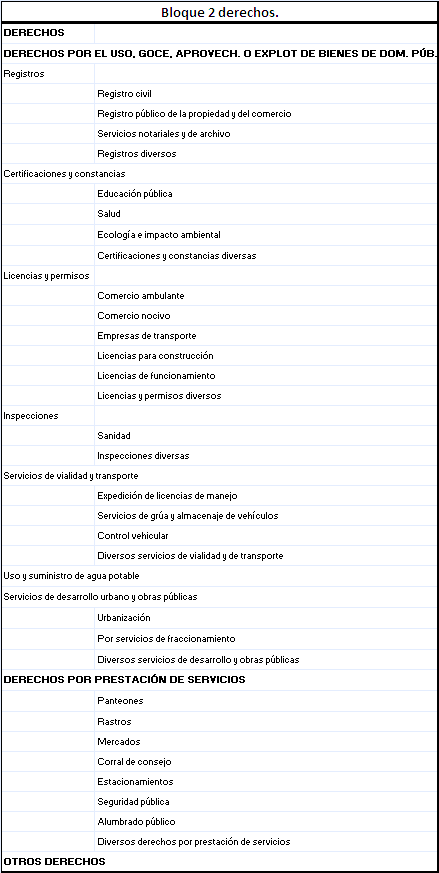 Bloque 2 derechos.
DERECHOS
DERECHOS POR EL USO, GOCE, APROVECH. O EXPLOT DE BIENES DE DOM. PÚB.
Registros
Registro civil
Registro público de la propiedad y del comercio
Servicios notariales y de archivo
Registros diversos
Certificaciones y constancias
Educación pública
Salud
Ecología e impacto ambiental
Certificaciones y constancias diversas
Licencias y permisos
Comercio ambulante
Comercio nocivo
Empresas de transporte
Licencias para construcción
Licencias de funcionamiento
Licencias y permisos diversos
Inspecciones
Sanidad
Inspecciones diversas
Servicios de vialidad y transporte
Expedición de licencias de manejo
Servicios de grúa y almacenaje de vehículos
Control vehicular
Diversos servicios de vialidad y de transporte
Uso y suministro de agua potable
Servicios de desarrollo urbano y obras públicas
Urbanización
Por servicios de fraccionamiento
Diversos servicios de desarrollo y obras públicas
DERECHOS POR PRESTACIÓN DE SERVICIOS
Panteones
Rastros
Mercados
Corral de consejo
Estacionamientos
Seguridad pública
Alumbrado público
Diversos derechos por prestación de servicios
OTROS DERECHOS